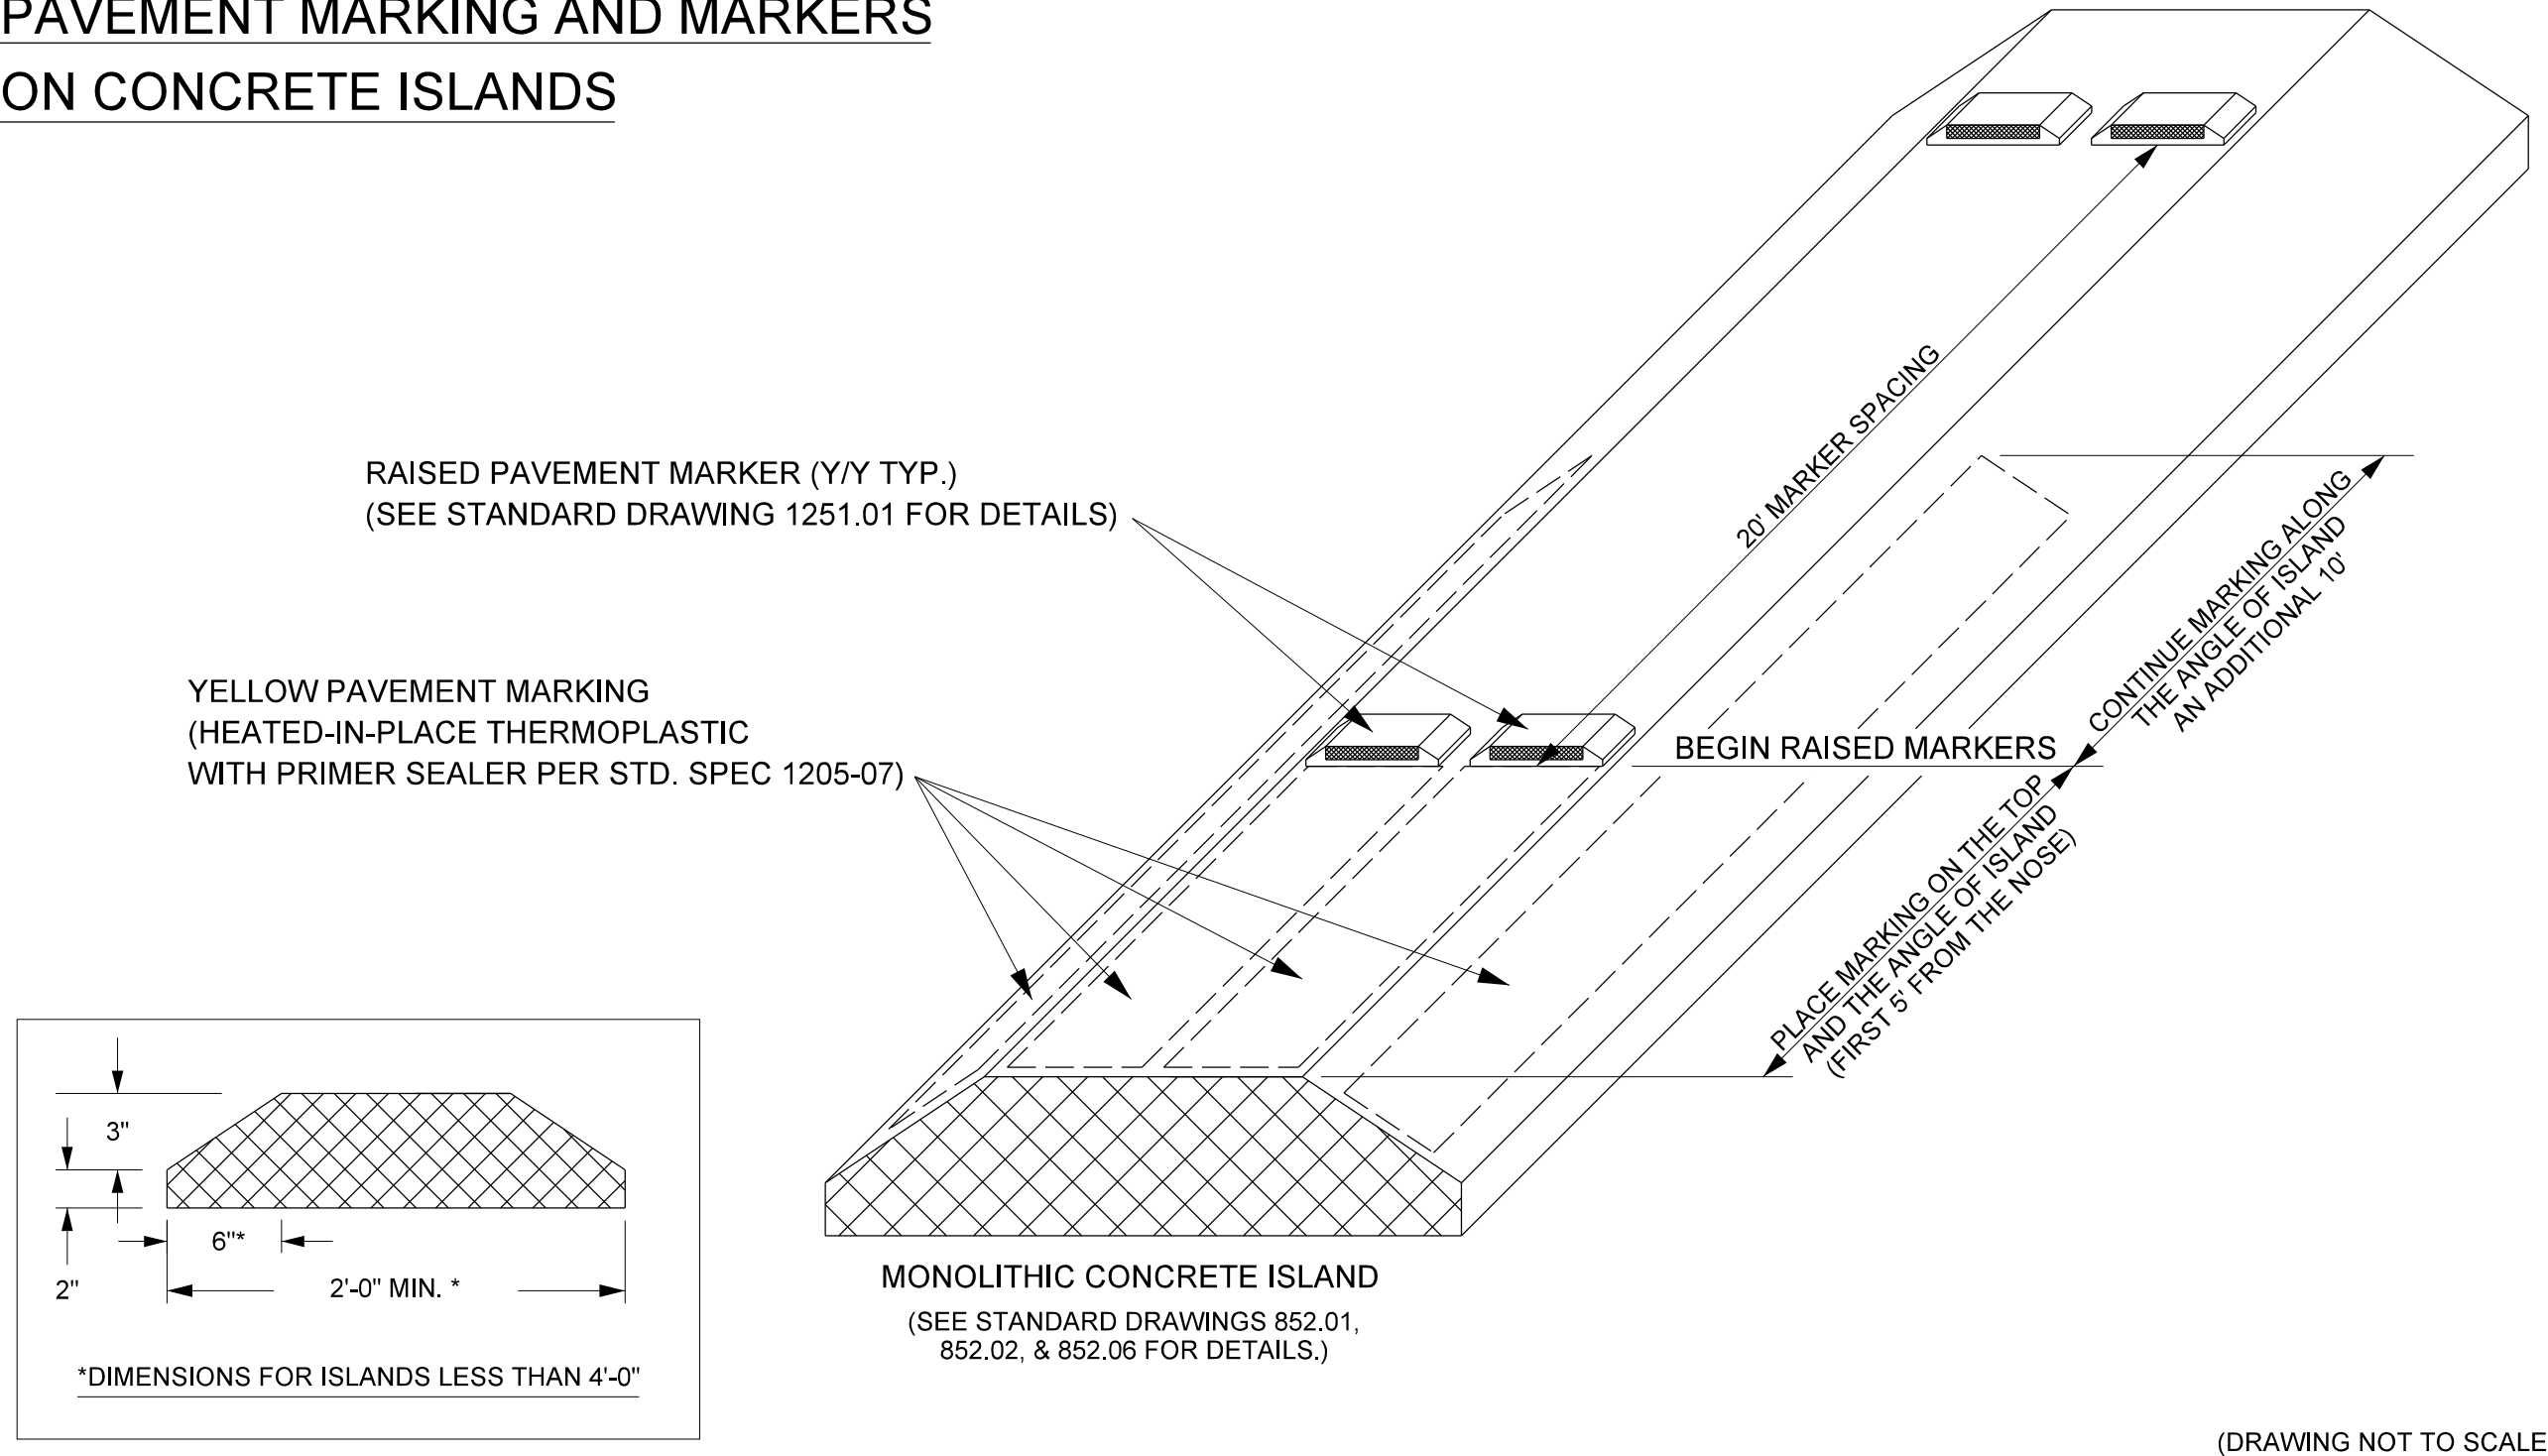 PAVEMENT MARKING AND MARKERS
ON CONCRETE ISLANDS
20' MARKER SPACING
RAISED PAVEMENT MARKER (Y/Y TYP.)
(SEE STANDARD DRAWING 1251.01 FOR DETAILS)
CONTINUE MARKING ALONG
THE ANGLE OF ISLAND
AN ADDITIONAL 10'
YELLOW PAVEMENT MARKING
(HEATED-IN-PLACE THERMOPLASTIC
WITH PRIMER SEALER PER STD. SPEC 1205-07)
BEGIN RAISED MARKERS
PLACE MARKING ON THE TOP
AND THE ANGLE OF ISLAND
(FIRST 5' FROM THE NOSE)
3"
6"*
2"
2'-0" MIN. *
*DIMENSIONS FOR ISLANDS LESS THAN 4'-0"
MONOLITHIC CONCRETE ISLAND
(SEE STANDARD DRAWINGS 852.01,
852.02, & 852.06 FOR DETAILS.)
(DRAWING NOT TO SCALE